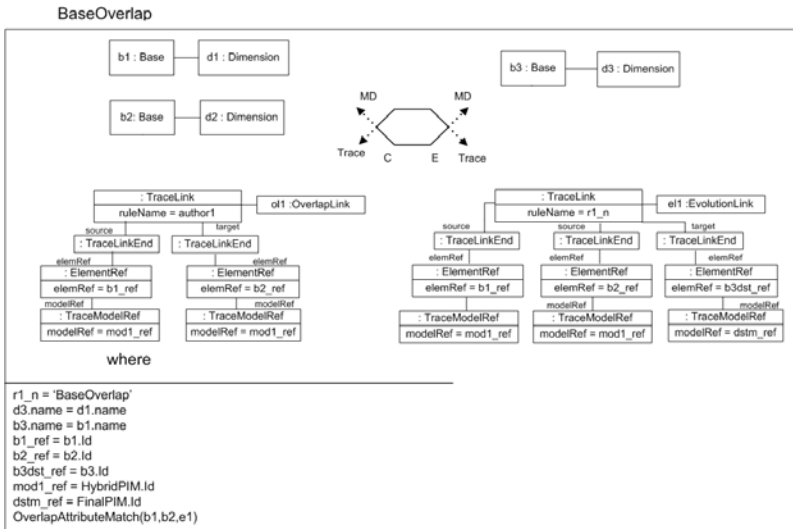 BaseOverlap
b1 : Base
d1 : Dimension
b3 : Base
d3 : Dimension
b2: Base
d2 : Dimension
MD
MD
Trace
C
E
Trace
: TraceLink
ruleName = author1
ol1 :OverlapLink
source
target
: TraceLinkEnd
: TraceLinkEnd
elemRef
elemRef
: ElementRef
elemRef = b1_ref
: ElementRef
elemRef = b2_ref
modelRef
modelRef
: TraceModelRef
modelRef = mod1_ref
: TraceModelRef
modelRef = mod1_ref
: TraceLink
ruleName = r1_n
el1 :EvolutionLink
source
source
target
: TraceLinkEnd
: TraceLinkEnd
: TraceLinkEnd
elemRef
elemRef
elemRef
: ElementRef
elemRef = b1_ref
: ElementRef
elemRef = b2_ref
: ElementRef
elemRef = b3dst_ref
modelRef
modelRef
modelRef
: TraceModelRef
modelRef = mod1_ref
: TraceModelRef
modelRef = mod1_ref
: TraceModelRef
modelRef = dstm_ref
where
r1_n = 'BaseOverlap'
d3.name = d1.name
b3.name = b1.name
b1_ref = b1.Id
b2_ref = b2.Id
b3dst_ref = b3.Id
mod1_ref = HybridPIM.Id
dstm_ref = FinalPIM.Id
OverlapAttributeMatch(b1,b2,e1)